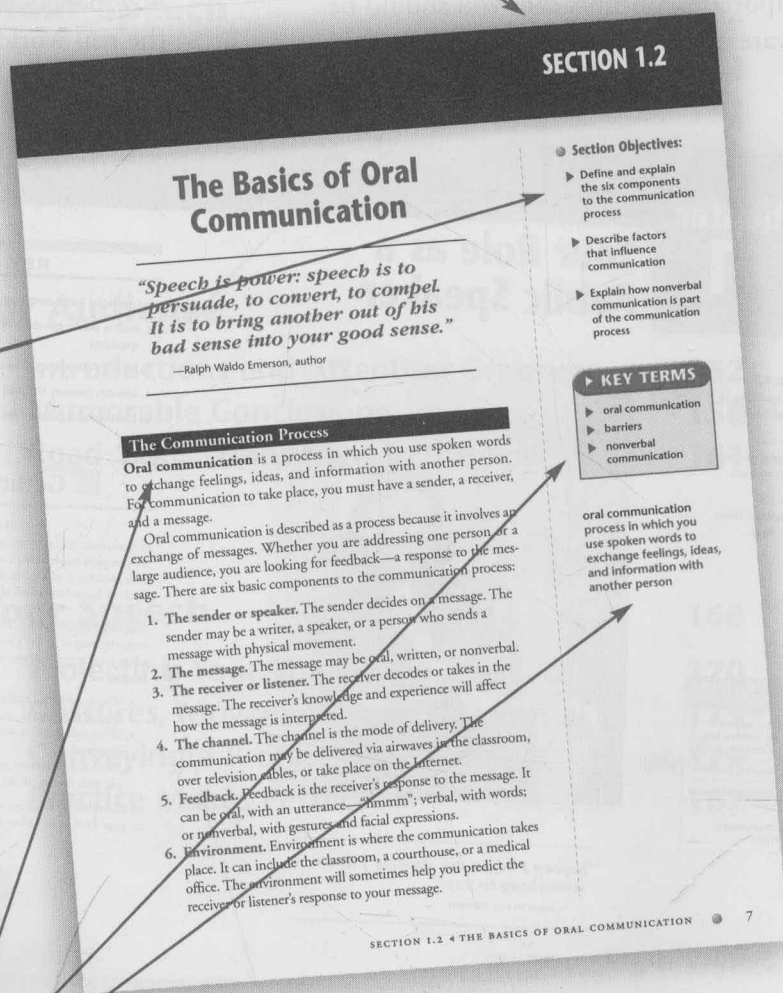 SECTION 1.2
The Basics of Oral
Communication
"Speech is power: speech is to
persuade, to convert, to compel.
It is to bring another out of his
bad sense into your good sense."
—Ralph Waldo Emerson, author
The Communication Process
Oral communication is a process in which you use spoken words
to exchange feelings, ideas, and information with another person.
For communication to take place, you must have a sender, a receiver,
and a message.
Oral communication is described as a process because it involves an
exchange of messages. Whether you are addressing one person or a
large audience, you are looking for feedback—a response to the mes-
sage. There are six basic components to the communication process:
1. The sender or speaker. The sender decides on a message. The
sender may be a writer, a speaker, or a person who sends a
message with physical movement.
2. The message. The message may be oral, written, or nonverbal.
3. The receiver or listener. The receiver decodes or takes in the
message. The receiver's knowledge and experience will affect
how the message is interpreted.
4. The channel. The channel is the mode of delivery. The
communication may be delivered via airwaves in the classroom,
over television cables, or take place on the Internet.
5. Feedback. Feedback is the receiver's response to the message. It
can be oral, with an utterance—"hmmm"; verbal, with words;
or nonverbal, with gestures and facial expressions.
6. Environment. Environment is where the communication takes
place. It can include the classroom, a courthouse, or a medical
office. The environment will sometimes help you predict the
receiver or listener's response to your message.
Section Objectives:
Define and explain
the six components
to the communication
process
Describe factors
that influence
communication
Explain how nonverbal
communication is part
of the communication
process
KEY TERMS
oral communication
barriers
nonverbal
communication
oral communication
process in which you
use spoken words to
exchange feelings, ideas,
and information with
another person
SECTION 1.2 ◂ THE BASICS OF ORAL COMMUNICATION 7